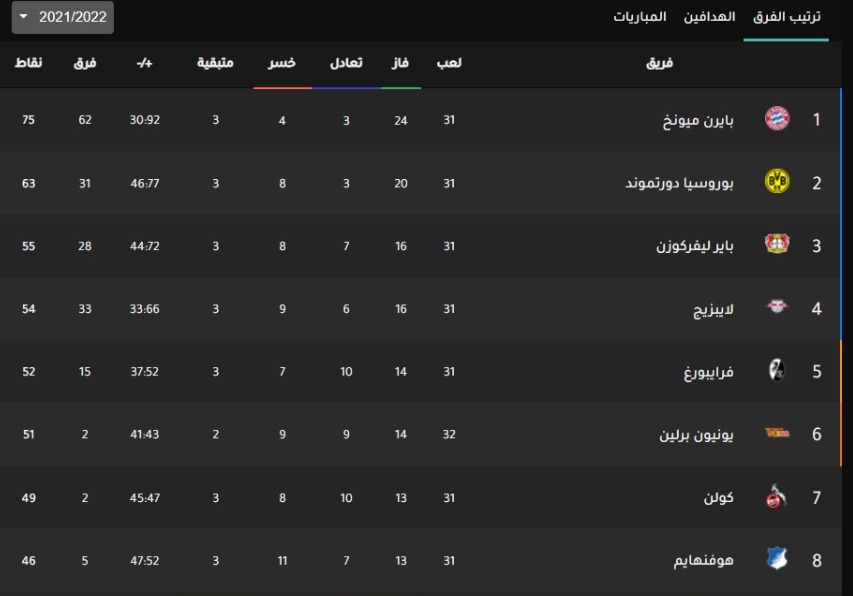 ترتيب الفرق الهدافين المباريات 2021/2022
فريق لعب فاز تعادل خسر متبقية +/- فرق نقاط
1 بايرن ميونخ 31 24 3 4 3 30:92 62 75
2 بوروسيا دورتموند 31 20 3 8 3 46:77 31 63
3 باير ليفركوزن 31 16 7 8 3 44:72 28 55
4 لايبزيج 31 16 6 9 3 33:66 33 54
5 فرايبورغ 31 14 10 7 3 37:52 15 52
6 يونيون برلين 32 14 9 9 2 41:43 2 51
7 كولن 31 13 10 8 3 45:47 2 49
8 هوفنهايم 31 13 7 11 3 47:52 5 46